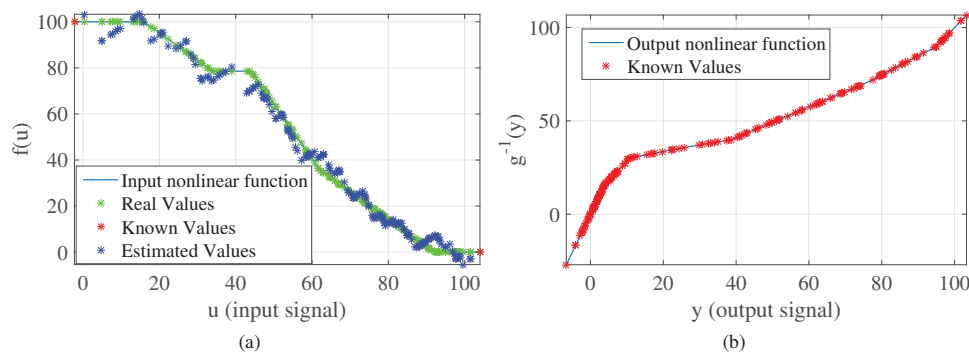 100
80
60
40
20
0
f(u)
Input nonlinear function
Real Values
Known Values
Estimated Values
0 20 40 60 80 100
u (input signal)
(a)
100
50
0
g⁻¹(y)
Output nonlinear function
Known Values
0 20 40 60 80 100
y (output signal)
(b)